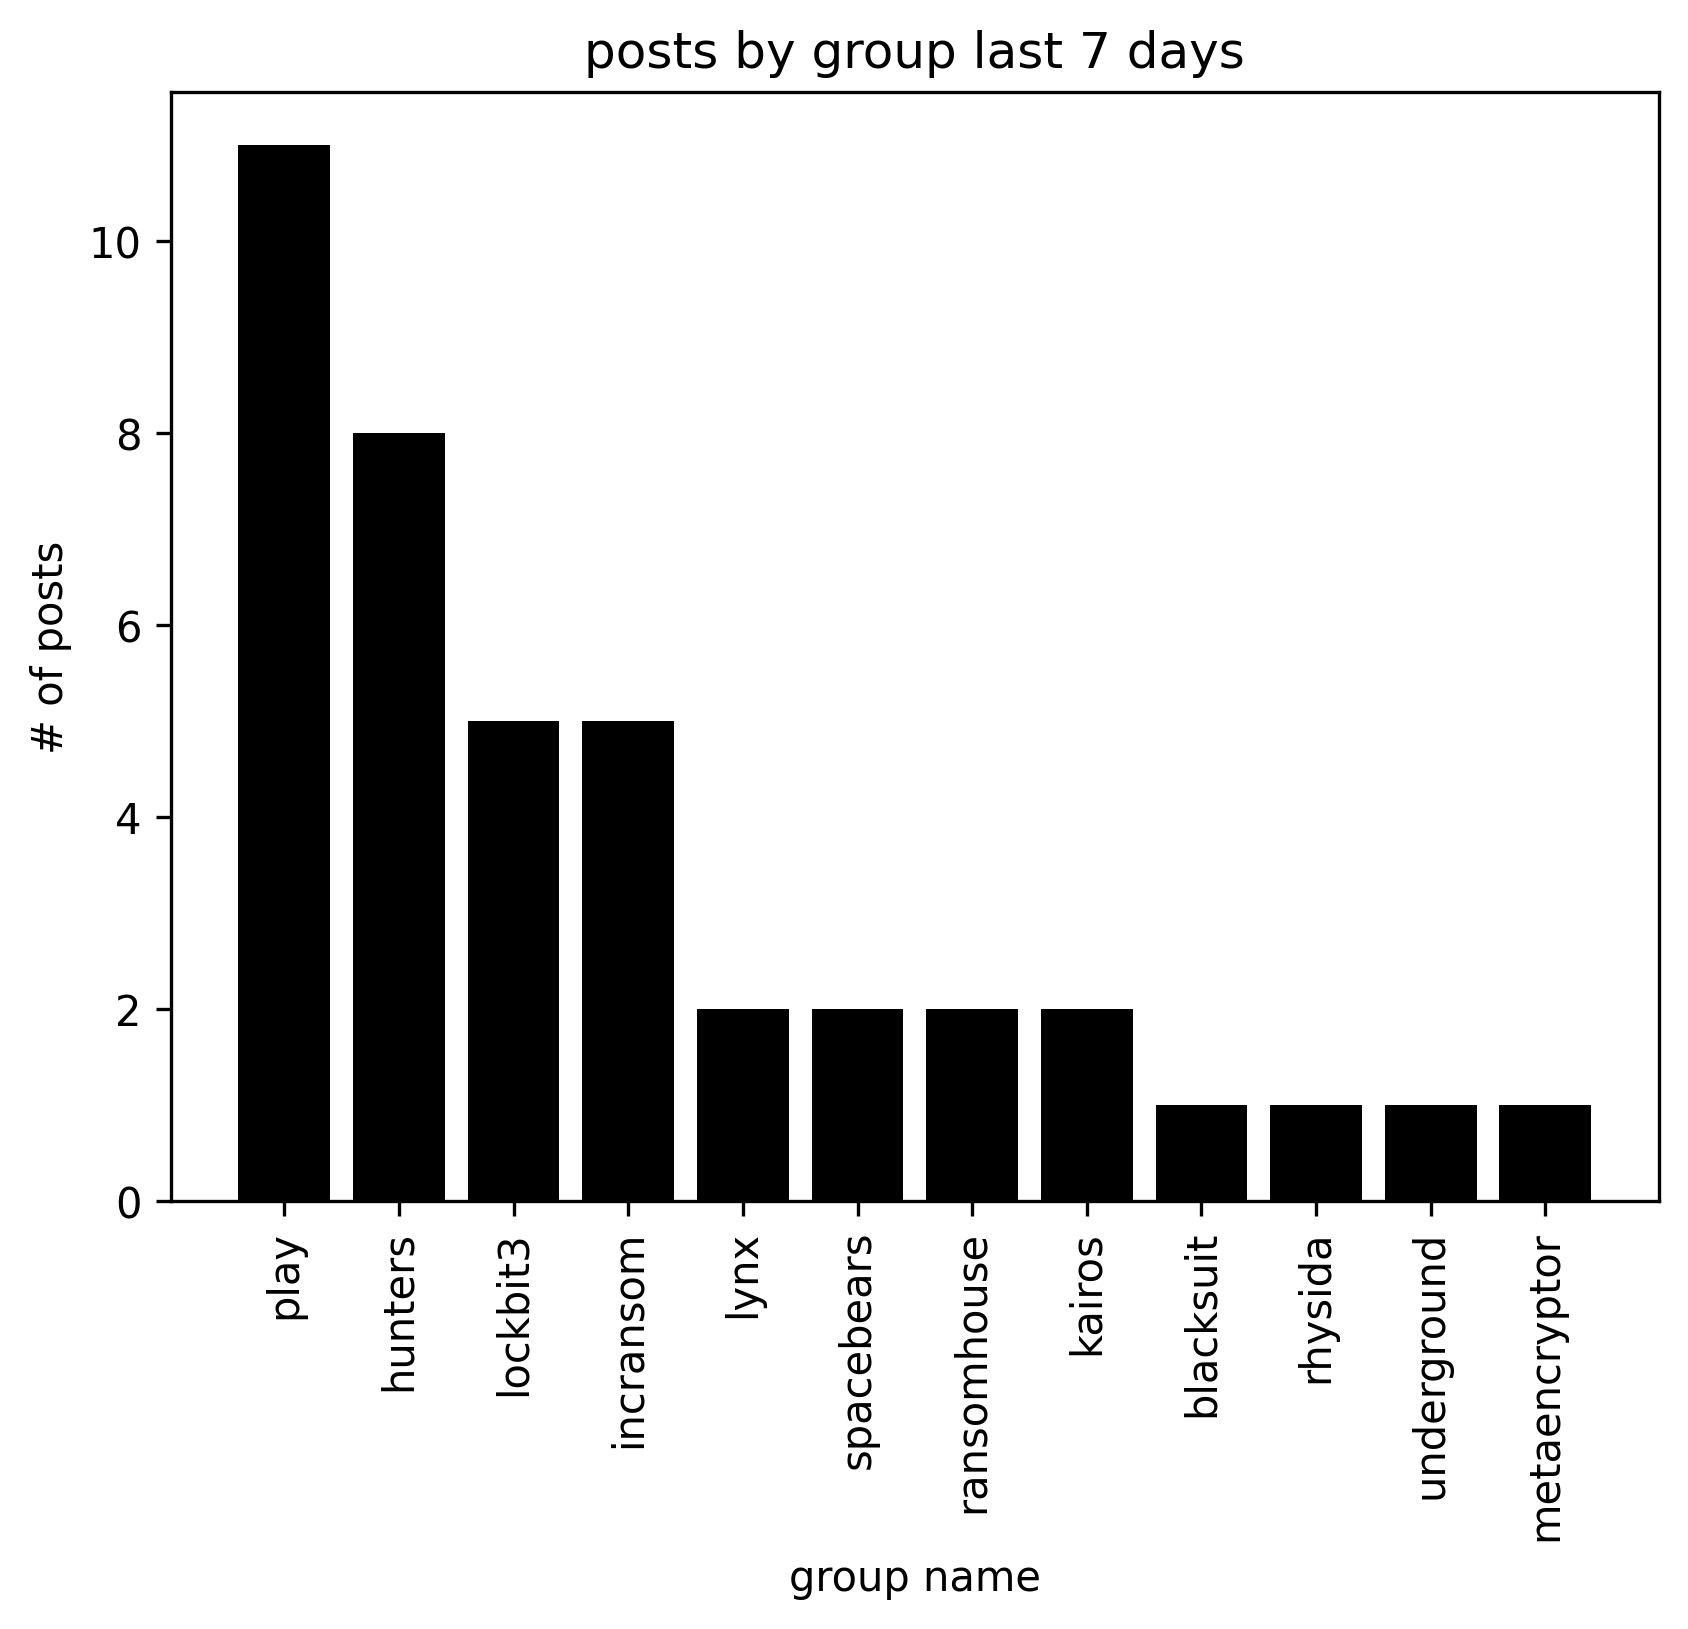 posts by group last 7 days
# of posts
10
8
6
4
2
0
play
hunters
lockbit3
incransom
lynx
spacebears
ransomhouse
kairos
blacksuit
rhysida
underground
metaencryptor
group name